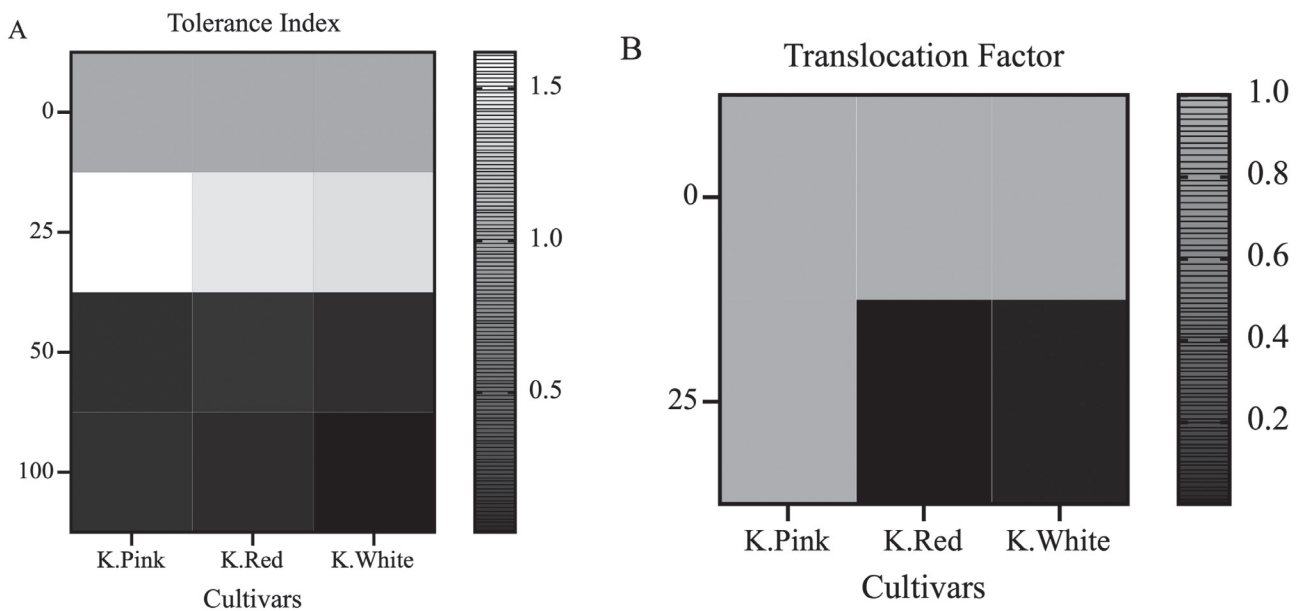 A
Tolerance Index
0
25
50
100
K.Pink K.Red K.White
Cultivars
1.5
1.0
0.5
B
Translocation Factor
0
25
K.Pink K.Red K.White
Cultivars
1.0
0.8
0.6
0.4
0.2